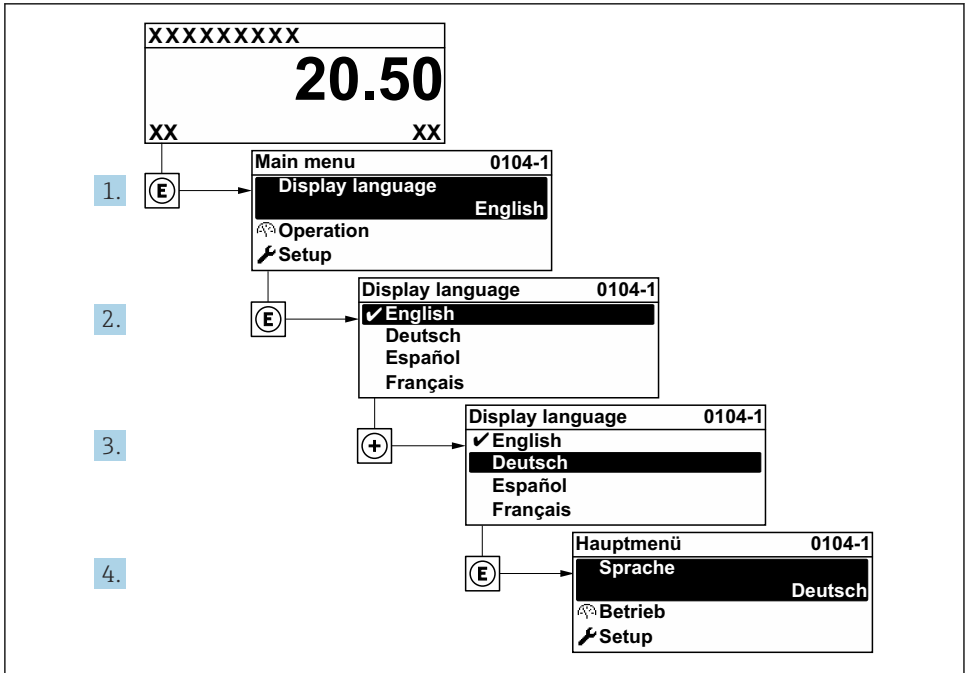 XXXXXXXXX
20.50
XX XX
1. E
Main menu 0104-1
Display language
English
Operation
Setup
2. E
Display language 0104-1
✔English
Deutsch
Español
Français
3. +
Display language 0104-1
✔English
Deutsch
Español
Français
4. E
Hauptmenü 0104-1
Sprache
Deutsch
Betrieb
Setup